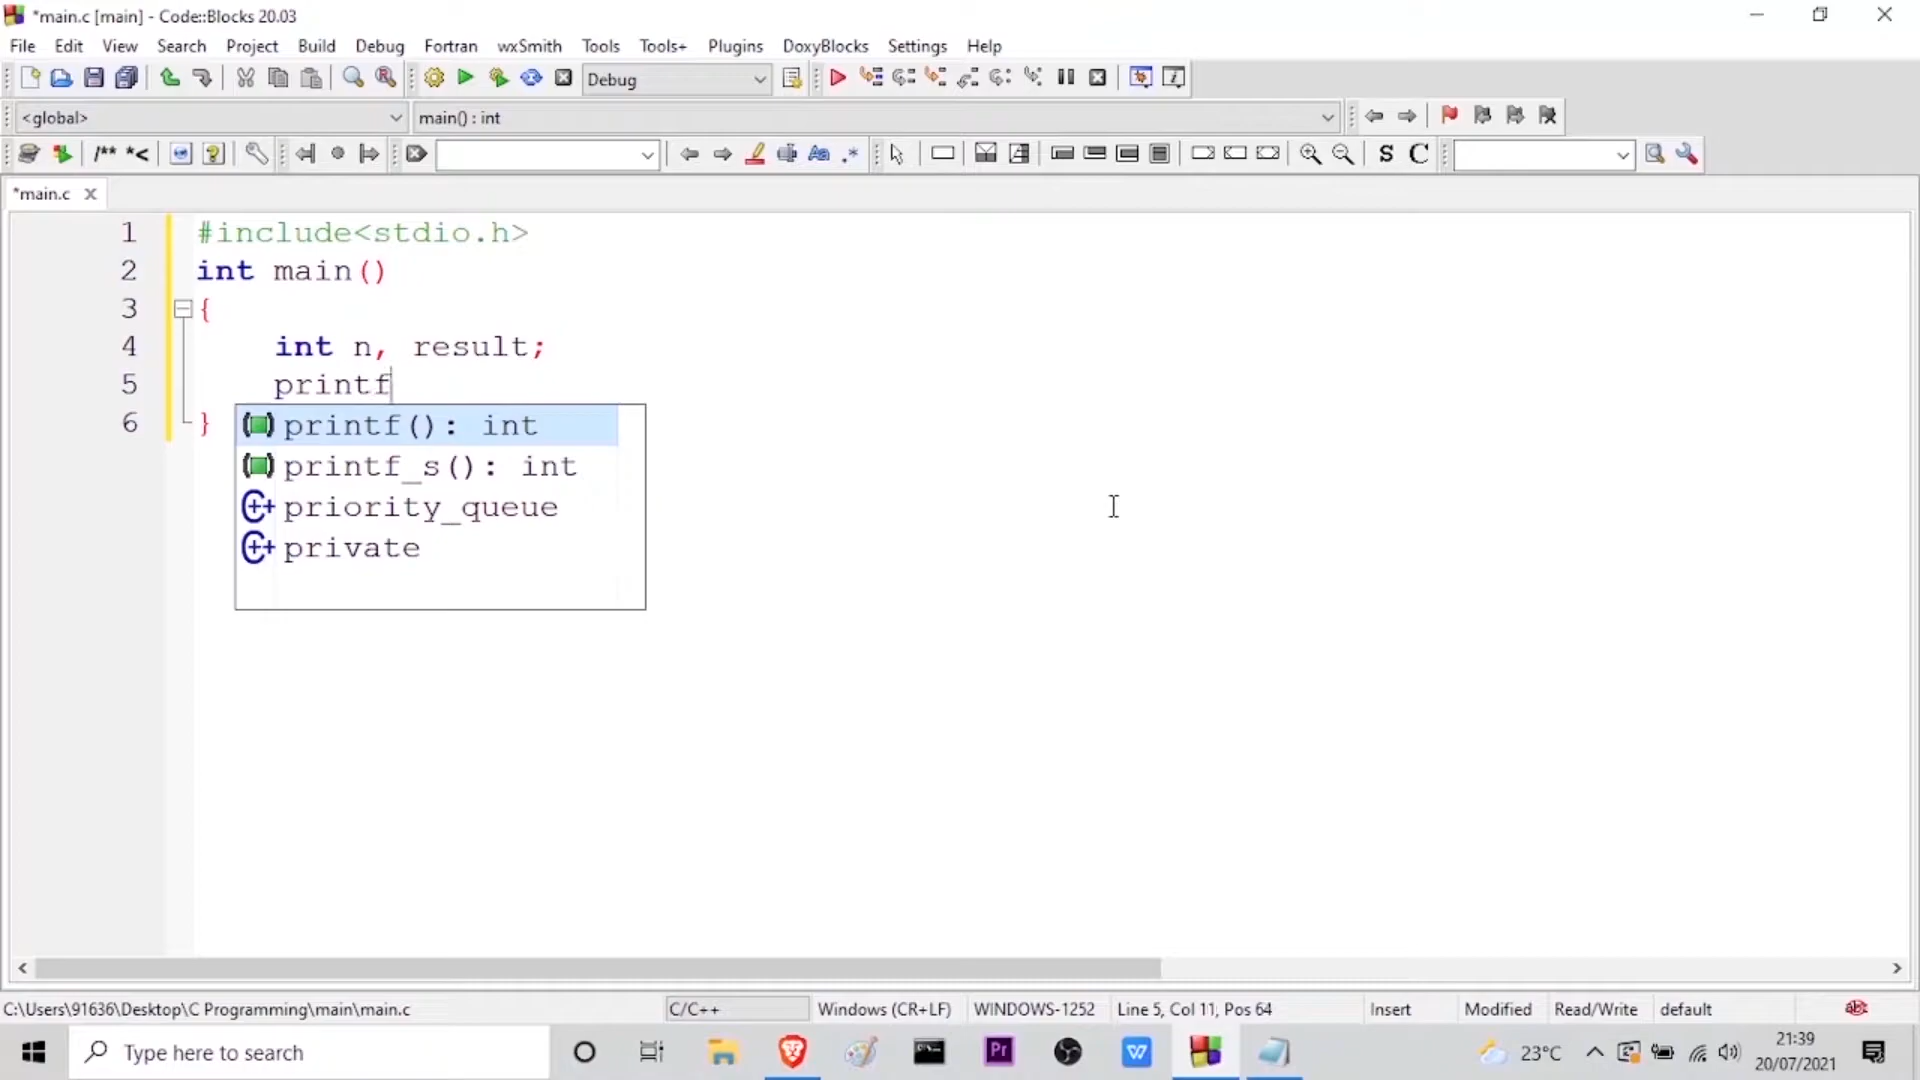 *main.c [main] - Code::Blocks 20.03
File Edit View Search Project Build Debug Fortran wxSmith Tools Tools+ Plugins DoxyBlocks Settings Help
Debug
<global> main() : int
/** *< Aa .* S C
*main.c
1 #include<stdio.h>
2 int main()
3 {
4 int n, result;
5 printf
6 }
printf(): int
printf_s(): int
priority_queue
private
C:\Users\91636\Desktop\C Programming\main\main.c C/C++ Windows (CR+LF) WINDOWS-1252 Line 5, Col 11, Pos 64 Insert Modified Read/Write default abc
Type here to search Pr W 23°C 21:39
20/07/2021